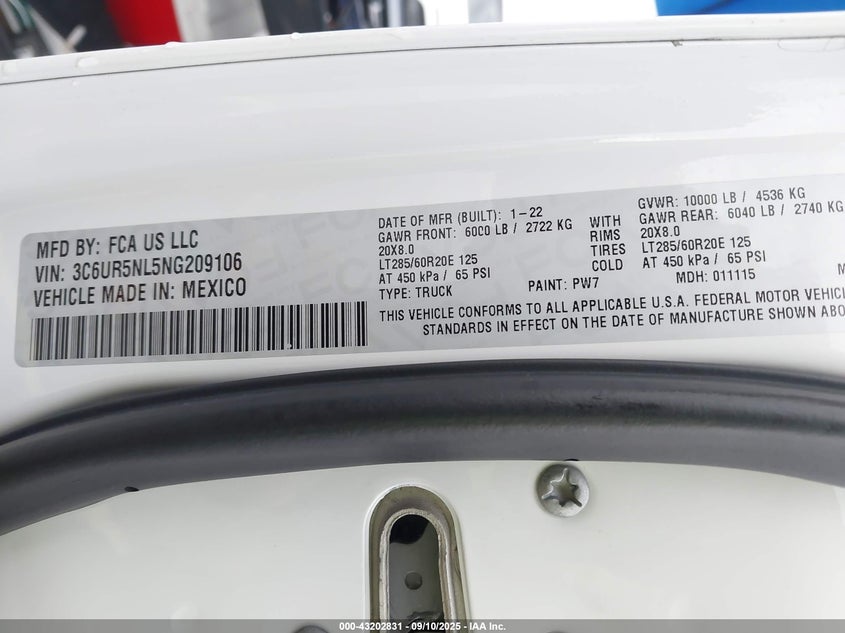 MFD BY: FCA US LLC
VIN: 3C6UR5NL5NG209106
VEHICLE MADE IN: MEXICO
DATE OF MFR (BUILT): 1-22
GAWR FRONT: 6000 LB / 2722 KG
20X8.0
LT285/60R20E 125
AT 450 kPa / 65 PSI
TYPE: TRUCK
WITH
RIMS
TIRES
COLD
PAINT: PW7
GVWR: 10000 LB / 4536 KG
GAWR REAR: 6040 LB / 2740 KG
20X8.0
LT285/60R20E 125
AT 450 kPa / 65 PSI
MDH: 011115
THIS VEHICLE CONFORMS TO ALL APPLICABLE U.S.A. FEDERAL MOTOR VEHIC
STANDARDS IN EFFECT ON THE DATE OF MANUFACTURE SHOWN ABO
000-43202831 - 09/10/2025 - IAA Inc.